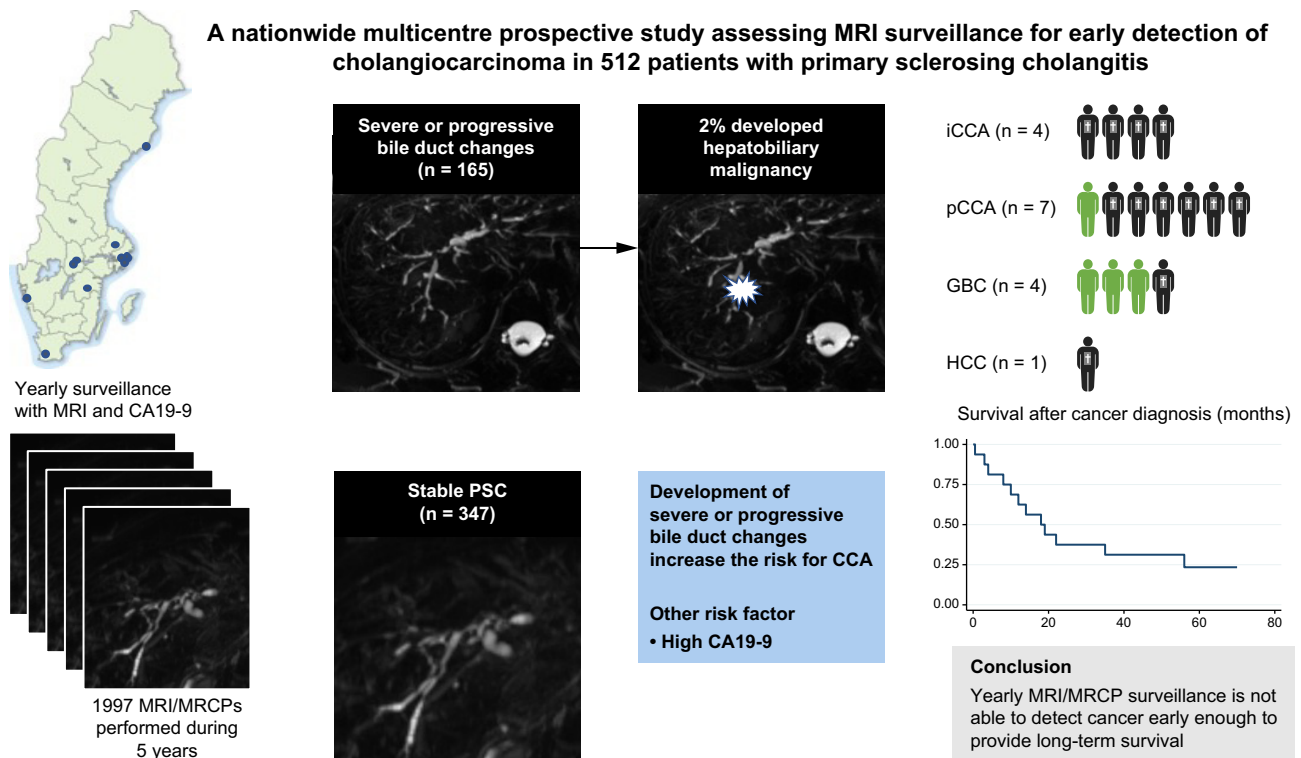 A nationwide multicentre prospective study assessing MRI surveillance for early detection of
cholangiocarcinoma in 512 patients with primary sclerosing cholangitis
Yearly surveillance
with MRI and CA19-9
1997 MRI/MRCPs
performed during
5 years
Severe or progressive
bile duct changes
(n = 165)
2% developed
hepatobiliary
malignancy
Stable PSC
(n = 347)
Development of
severe or progressive
bile duct changes
increase the risk for CCA
Other risk factor
• High CA19-9
iCCA (n = 4)
pCCA (n = 7)
GBC (n = 4)
HCC (n = 1)
Survival after cancer diagnosis (months)
1.00
0.75
0.50
0.25
0.00
0 20 40 60 80
Conclusion
Yearly MRI/MRCP surveillance is not
able to detect cancer early enough to
provide long-term survival